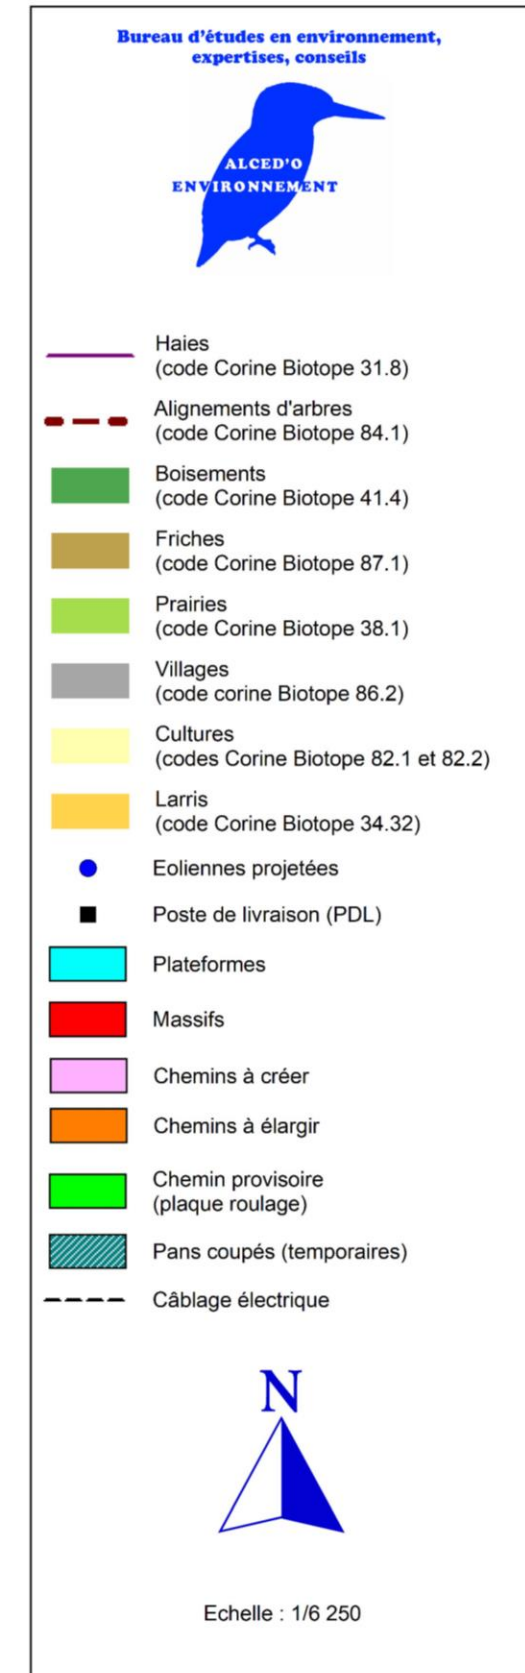 Bureau d'études en environnement,
expertises, conseils
ALCED'O
ENVIRONNEMENT
Haies
(code Corine Biotope 31.8)
Alignements d'arbres
(code Corine Biotope 84.1)
Boisements
(code Corine Biotope 41.4)
Friches
(code Corine Biotope 87.1)
Prairies
(code Corine Biotope 38.1)
Villages
(code corine Biotope 86.2)
Cultures
(codes Corine Biotope 82.1 et 82.2)
Larris
(code Corine Biotope 34.32)
Eoliennes projetées
Poste de livraison (PDL)
Plateformes
Massifs
Chemins à créer
Chemins à élargir
Chemin provisoire
(plaque roulage)
Pans coupés (temporaires)
Câblage électrique
N
Echelle : 1/6 250